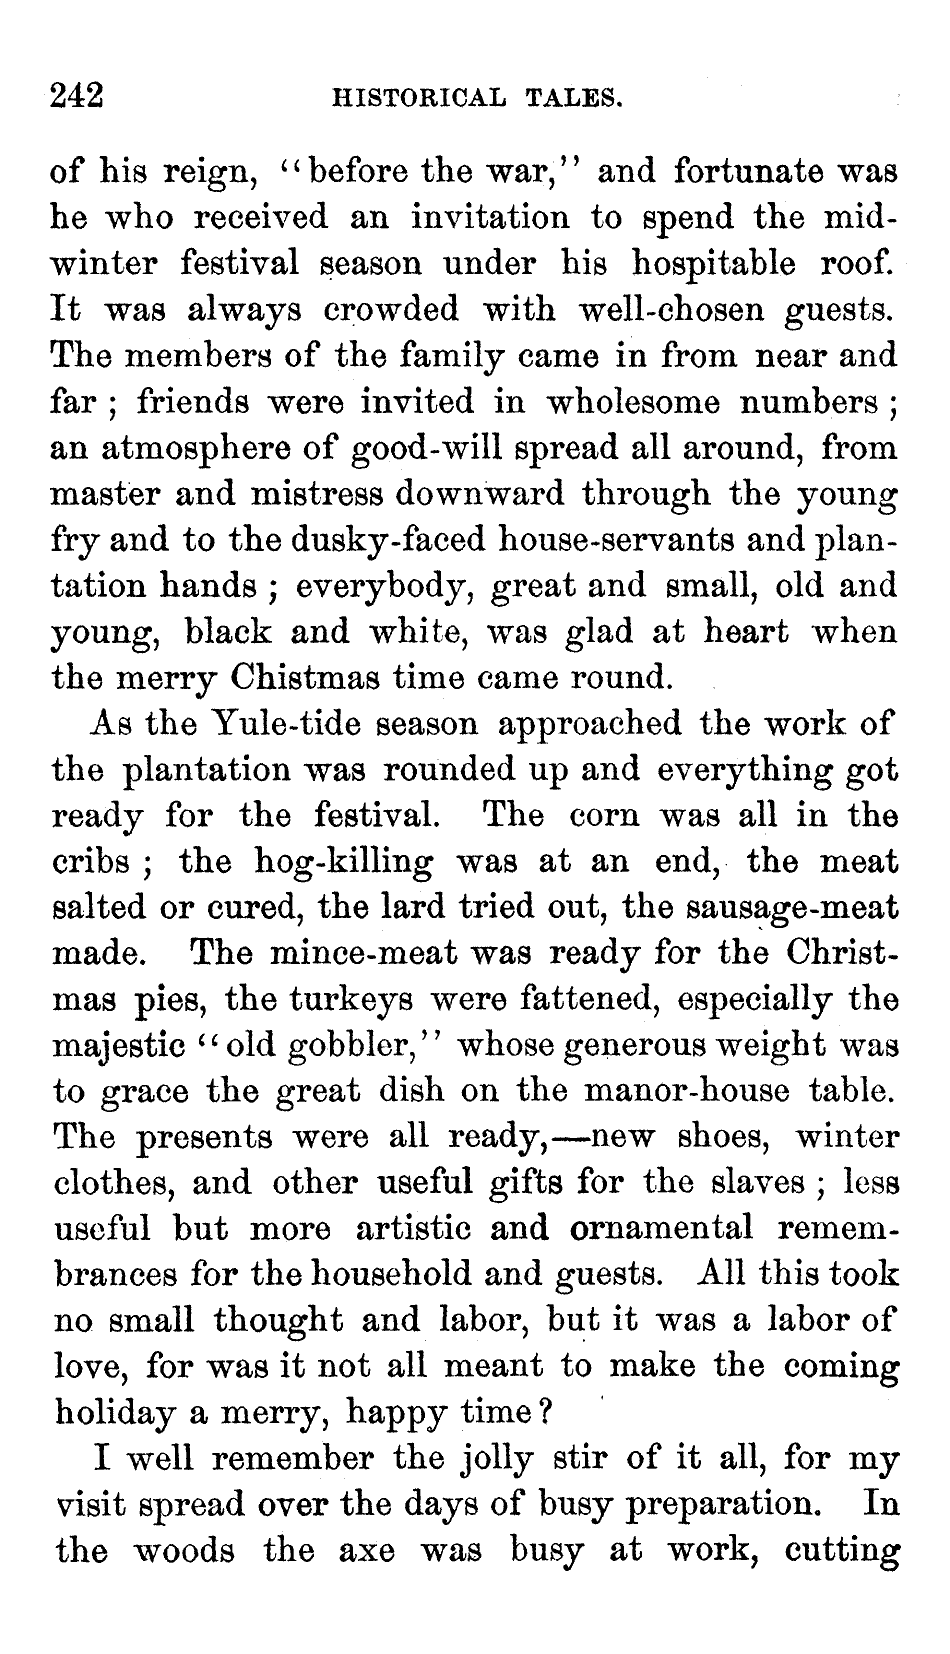 242 HISTORICAL TALES.
of his reign, “before the war,” and fortunate was
he who received an invitation to spend the mid-
winter festival season under his hospitable roof.
It was always crowded with well-chosen guests.
The members of the family came in from near and
far ; friends were invited in wholesome numbers ;
an atmosphere of good-will spread all around, from
master and mistress downward through the young
fry and to the dusky-faced house-servants and plan-
tation hands ; everybody, great and small, old and
young, black and white, was glad at heart when
the merry Chistmas time came round.
As the Yule-tide season approached the work of
the plantation was rounded up and everything got
ready for the festival. The corn was all in the
cribs ; the hog-killing was at an end, the meat
salted or cured, the lard tried out, the sausage-meat
made. The mince-meat was ready for the Christ-
mas pies, the turkeys were fattened, especially the
majestic “old gobbler,” whose generous weight was
to grace the great dish on the manor-house table.
The presents were all ready,—new shoes, winter
clothes, and other useful gifts for the slaves ; less
useful but more artistic and ornamental remem-
brances for the household and guests. All this took
no small thought and labor, but it was a labor of
love, for was it not all meant to make the coming
holiday a merry, happy time?
I well remember the jolly stir of it all, for my
visit spread over the days of busy preparation. In
the woods the axe was busy at work, cutting